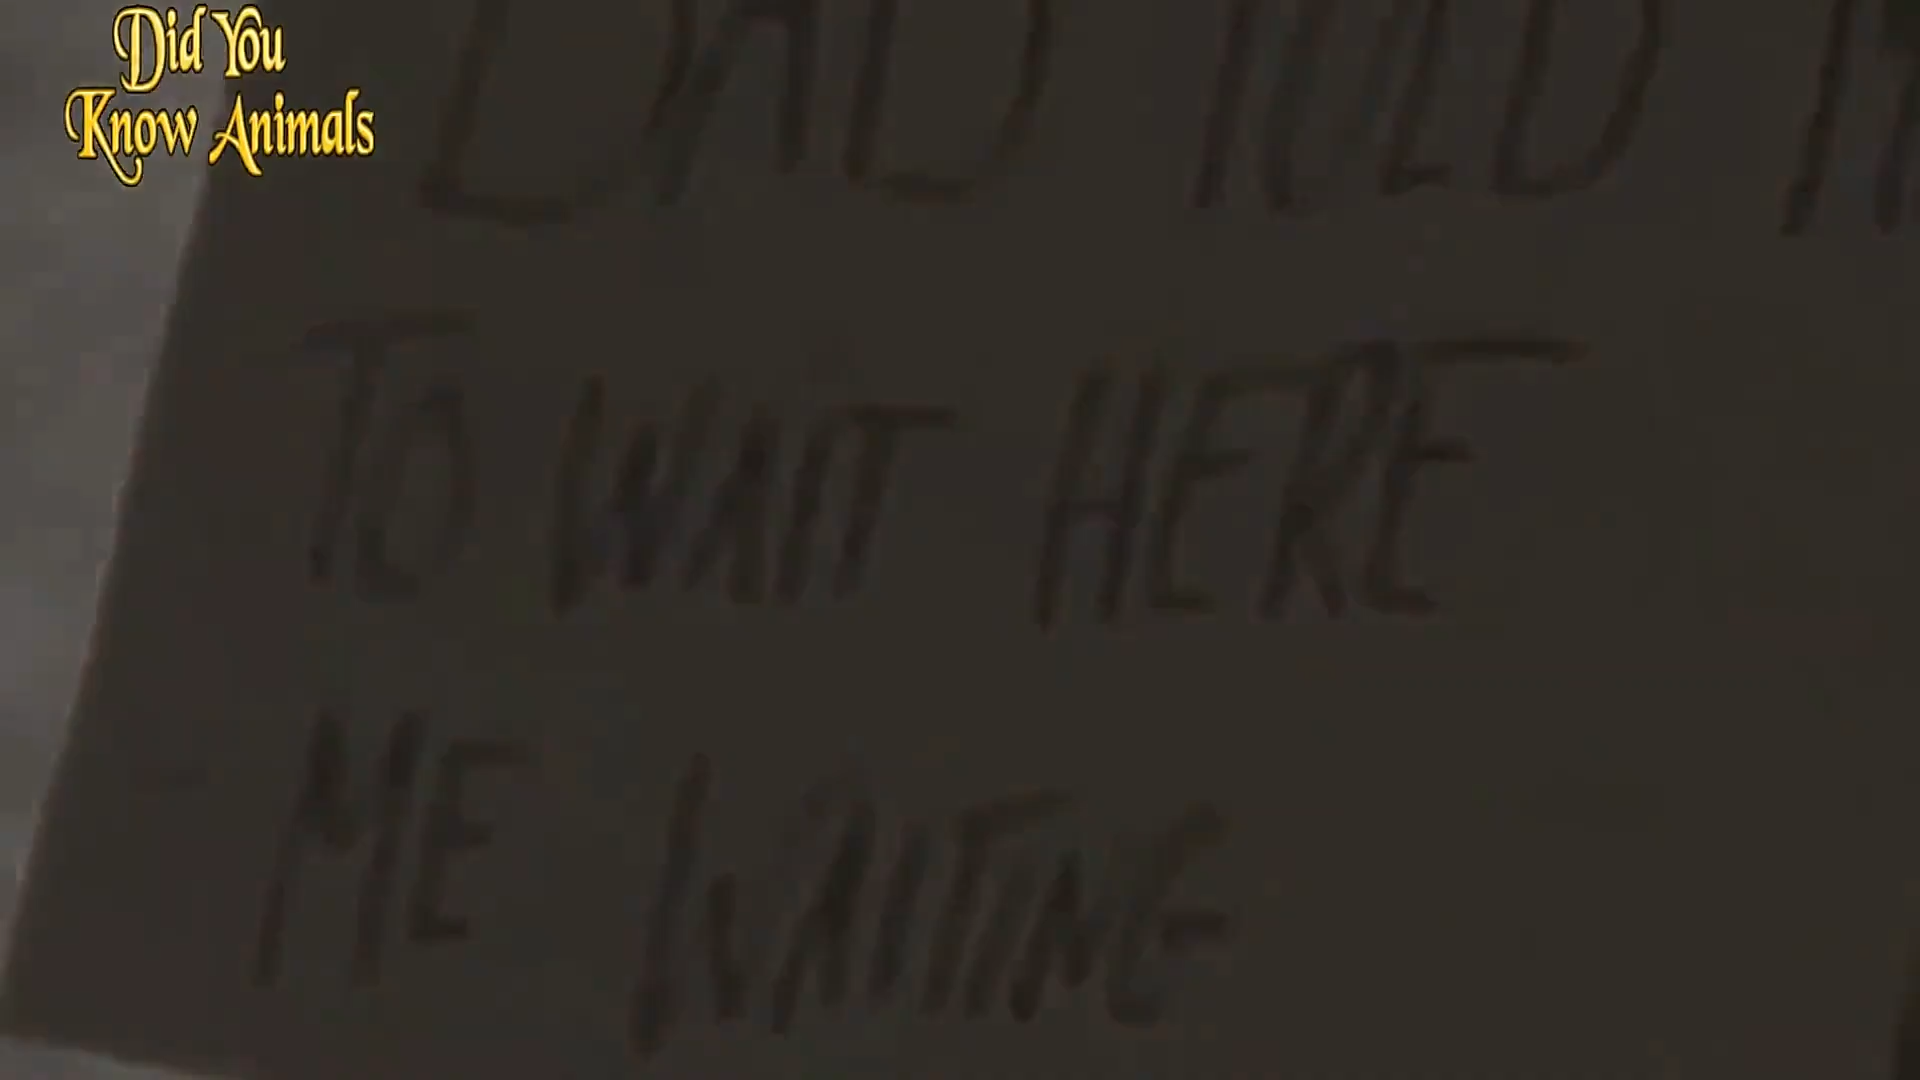 Did You
Know Animals
DAD TOLD
TO WAIT HERE
ME WAITING